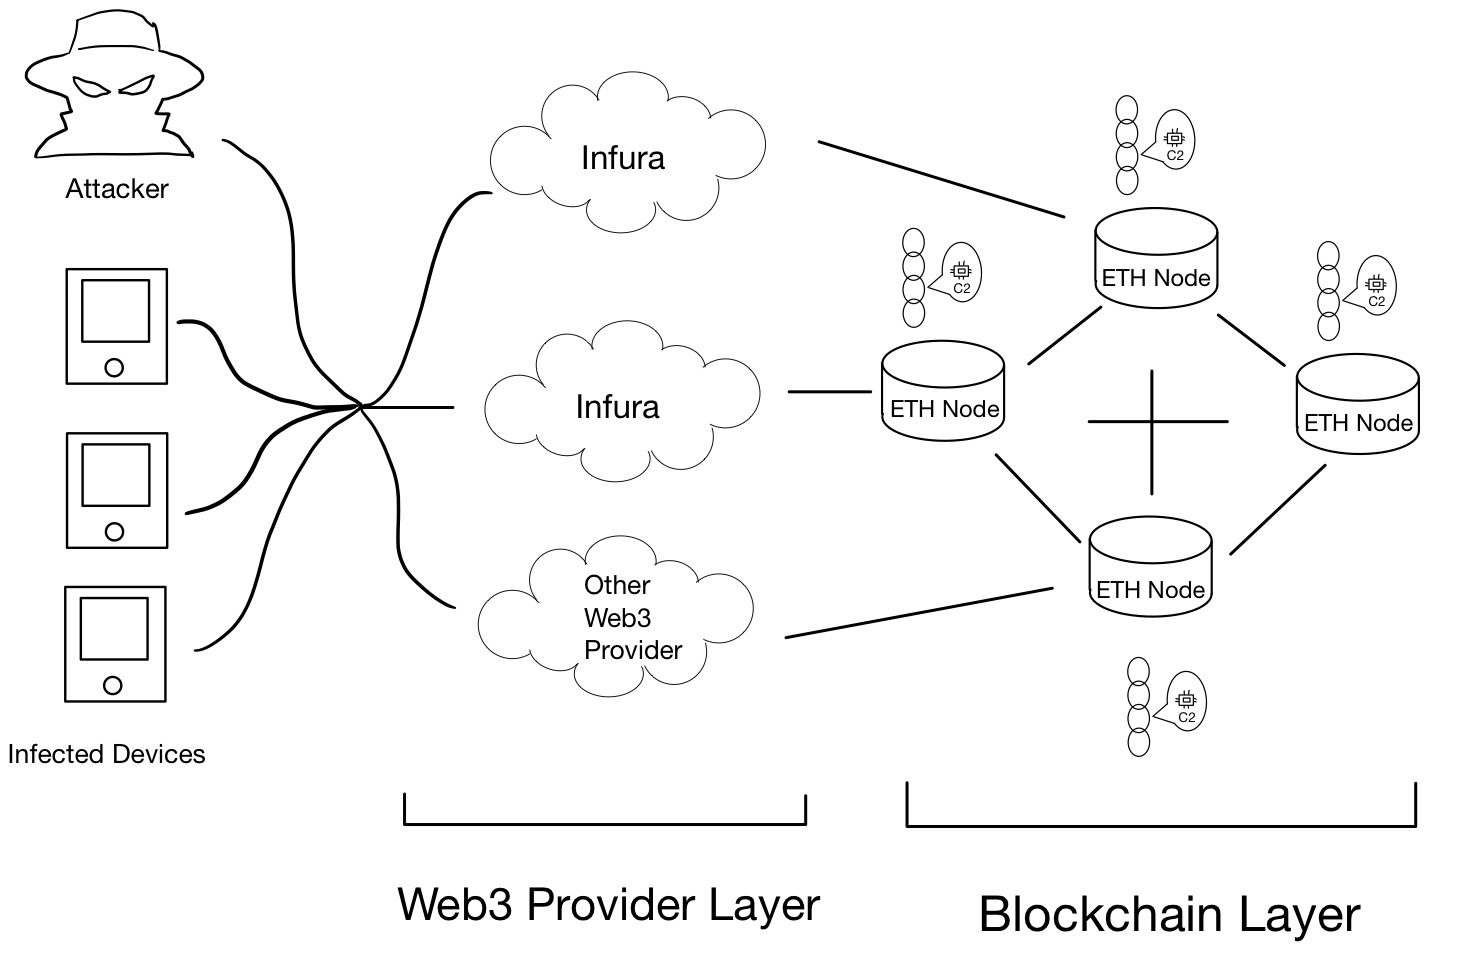 Attacker
Infected Devices
Infura
Infura
Other
Web3
Provider
C2
ETH Node
C2
ETH Node
C2
ETH Node
ETH Node
C2
Web3 Provider Layer
Blockchain Layer